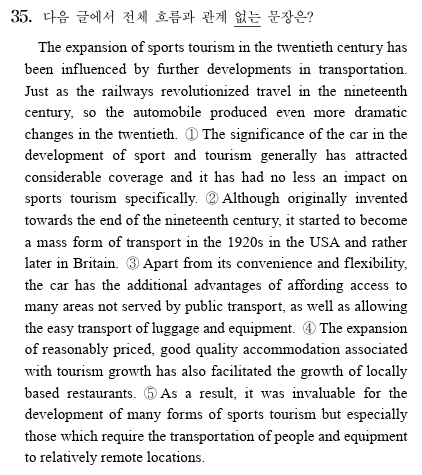 35. 다음 글에서 전체 흐름과 관계 없는 문장은?
The expansion of sports tourism in the twentieth century has
been influenced by further developments in transportation.
Just as the railways revolutionized travel in the nineteenth
century, so the automobile produced even more dramatic
changes in the twentieth. ① The significance of the car in the
development of sport and tourism generally has attracted
considerable coverage and it has had no less an impact on
sports tourism specifically. ② Although originally invented
towards the end of the nineteenth century, it started to become
a mass form of transport in the 1920s in the USA and rather
later in Britain. ③ Apart from its convenience and flexibility,
the car has the additional advantages of affording access to
many areas not served by public transport, as well as allowing
the easy transport of luggage and equipment. ④ The expansion
of reasonably priced, good quality accommodation associated
with tourism growth has also facilitated the growth of locally
based restaurants. ⑤ As a result, it was invaluable for the
development of many forms of sports tourism but especially
those which require the transportation of people and equipment
to relatively remote locations.